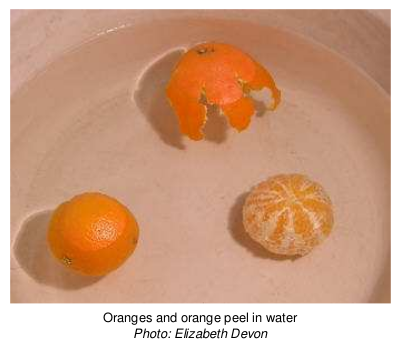 Oranges and orange peel in water
Photo: Elizabeth Devon